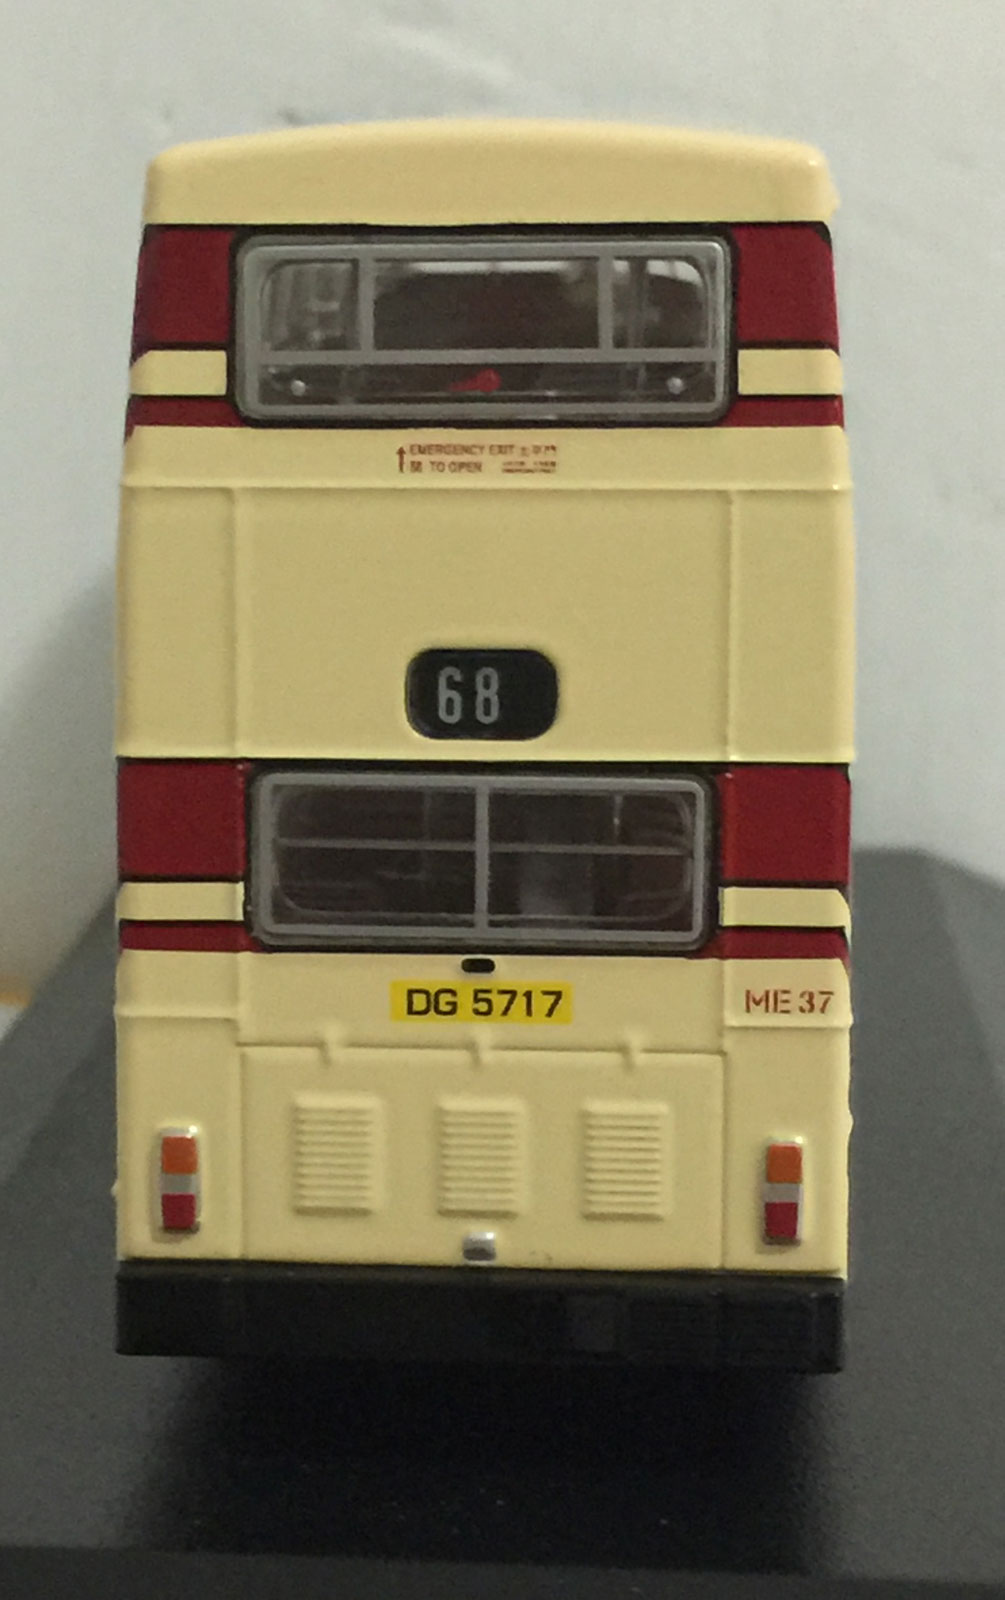 EMERGENCY EXIT
TO OPEN
68
DG 5717
ME 37